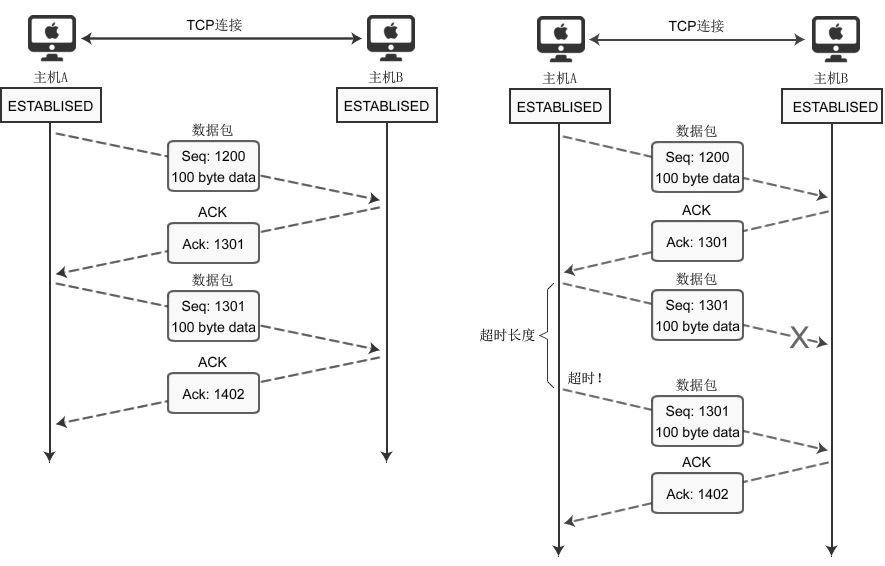 TCP连接
主机A
主机B
ESTABLISED
ESTABLISED
数据包
Seq: 1200
100 byte data
ACK
Ack: 1301
数据包
Seq: 1301
100 byte data
ACK
Ack: 1402
TCP连接
主机A
主机B
ESTABLISED
ESTABLISED
数据包
Seq: 1200
100 byte data
ACK
Ack: 1301
数据包
Seq: 1301
100 byte data
X
超时长度
超时!
数据包
Seq: 1301
100 byte data
ACK
Ack: 1402